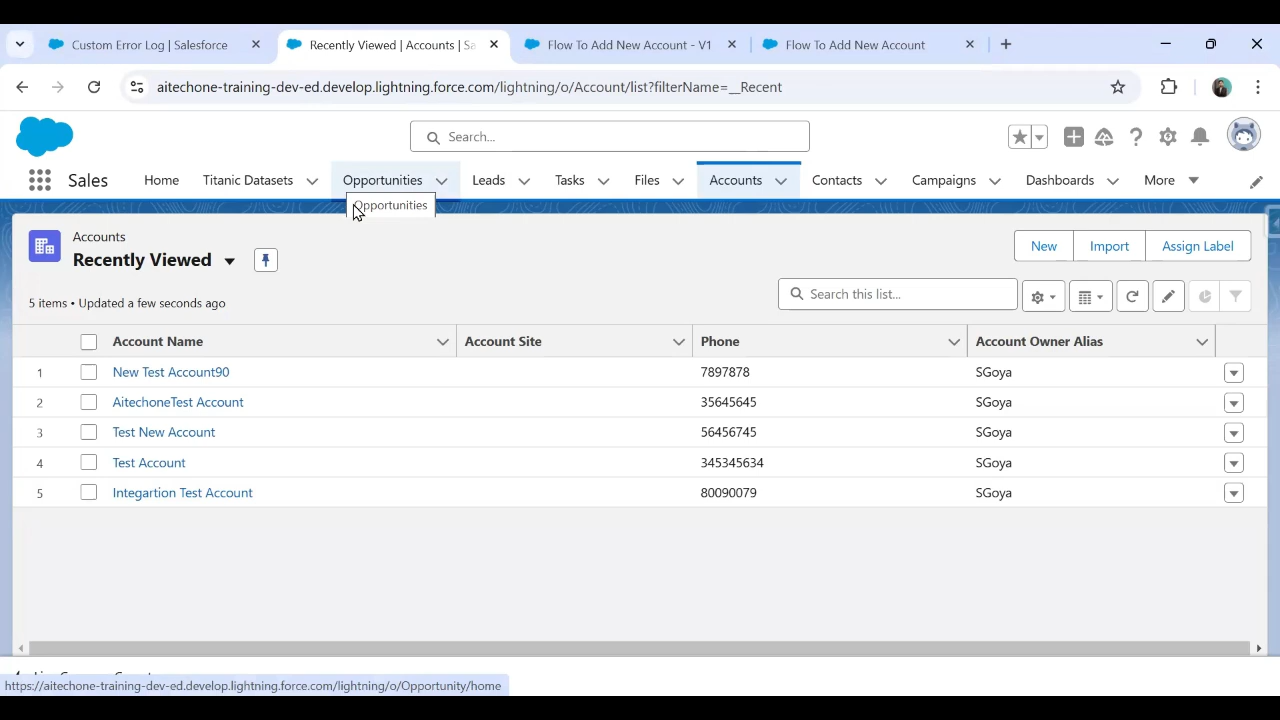 Custom Error Log | Salesforce
Recently Viewed | Accounts | Sa
Flow To Add New Account - V1
Flow To Add New Account
aitechone-training-dev-ed.develop.lightning.force.com/lightning/o/Account/list?filterName=__Recent
Search...
Sales
Home
Titanic Datasets
Opportunities
Leads
Tasks
Files
Accounts
Contacts
Campaigns
Dashboards
More
Opportunities
Accounts
Recently Viewed
New
Import
Assign Label
5 items • Updated a few seconds ago
Search this list...
Account Name
Account Site
Phone
Account Owner Alias
1 New Test Account90 7897878 SGoya
2 AitechoneTest Account 35645645 SGoya
3 Test New Account 56456745 SGoya
4 Test Account 345345634 SGoya
5 Integartion Test Account 80090079 SGoya
https://aitechone-training-dev-ed.develop.lightning.force.com/lightning/o/Opportunity/home